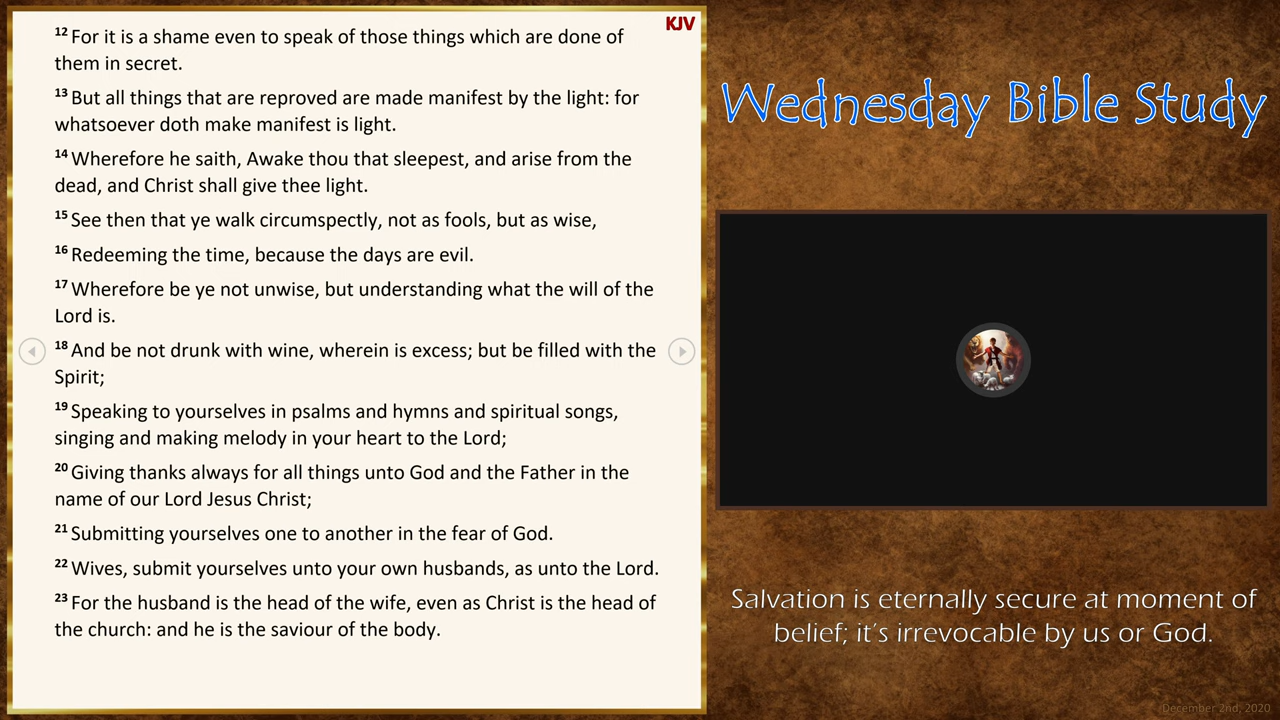 KJV
12 For it is a shame even to speak of those things which are done of
them in secret.
13 But all things that are reproved are made manifest by the light: for
whatsoever doth make manifest is light.
14 Wherefore he saith, Awake thou that sleepest, and arise from the
dead, and Christ shall give thee light.
15 See then that ye walk circumspectly, not as fools, but as wise,
16 Redeeming the time, because the days are evil.
17 Wherefore be ye not unwise, but understanding what the will of the
Lord is.
18 And be not drunk with wine, wherein is excess; but be filled with the
Spirit;
19 Speaking to yourselves in psalms and hymns and spiritual songs,
singing and making melody in your heart to the Lord;
20 Giving thanks always for all things unto God and the Father in the
name of our Lord Jesus Christ;
21 Submitting yourselves one to another in the fear of God.
22 Wives, submit yourselves unto your own husbands, as unto the Lord.
23 For the husband is the head of the wife, even as Christ is the head of
the church: and he is the saviour of the body.
Wednesday Bible Study
Salvation is eternally secure at moment of
belief; it's irrevocable by us or God.
December 2nd, 2020